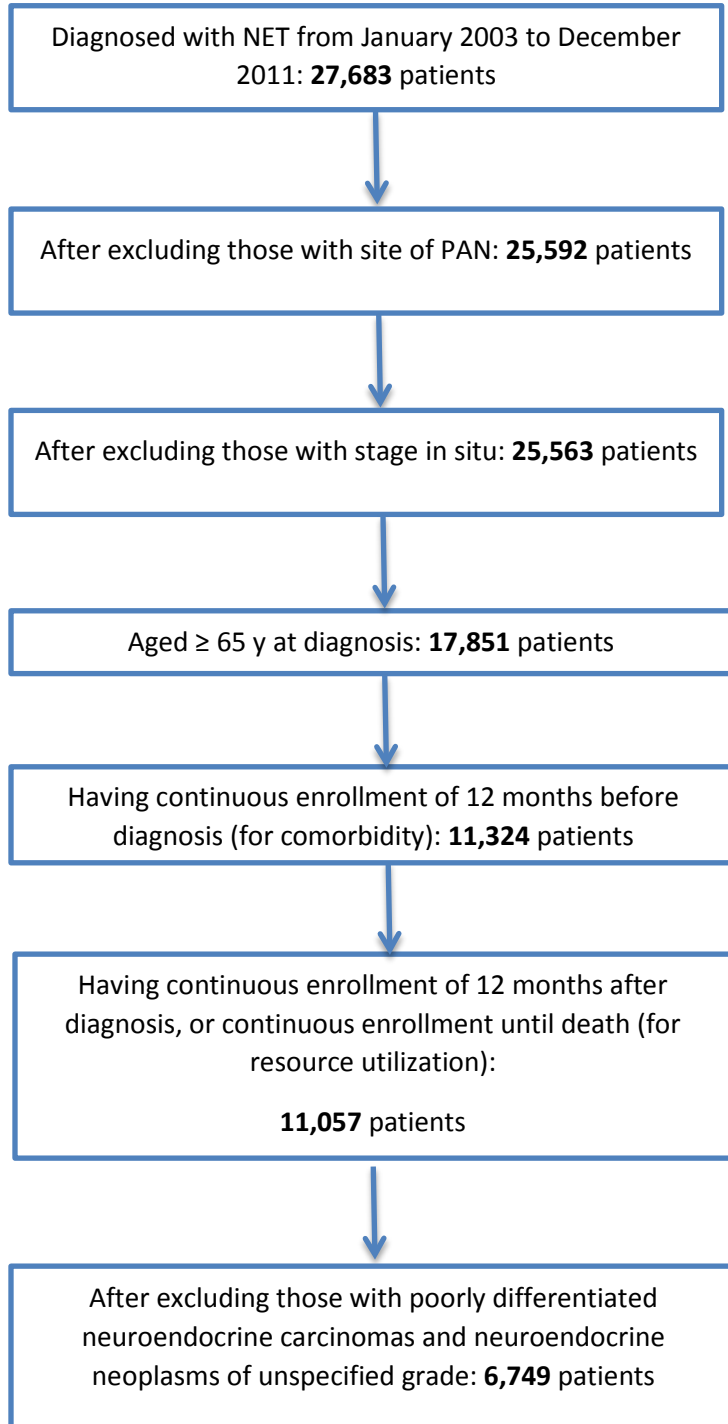 Diagnosed with NET from January 2003 to December
2011: 27,683 patients
After excluding those with site of PAN: 25,592 patients
After excluding those with stage in situ: 25,563 patients
Aged ≥ 65 y at diagnosis: 17,851 patients
Having continuous enrollment of 12 months before
diagnosis (for comorbidity): 11,324 patients
Having continuous enrollment of 12 months after
diagnosis, or continuous enrollment until death (for
resource utilization):
11,057 patients
After excluding those with poorly differentiated
neuroendocrine carcinomas and neuroendocrine
neoplasms of unspecified grade: 6,749 patients